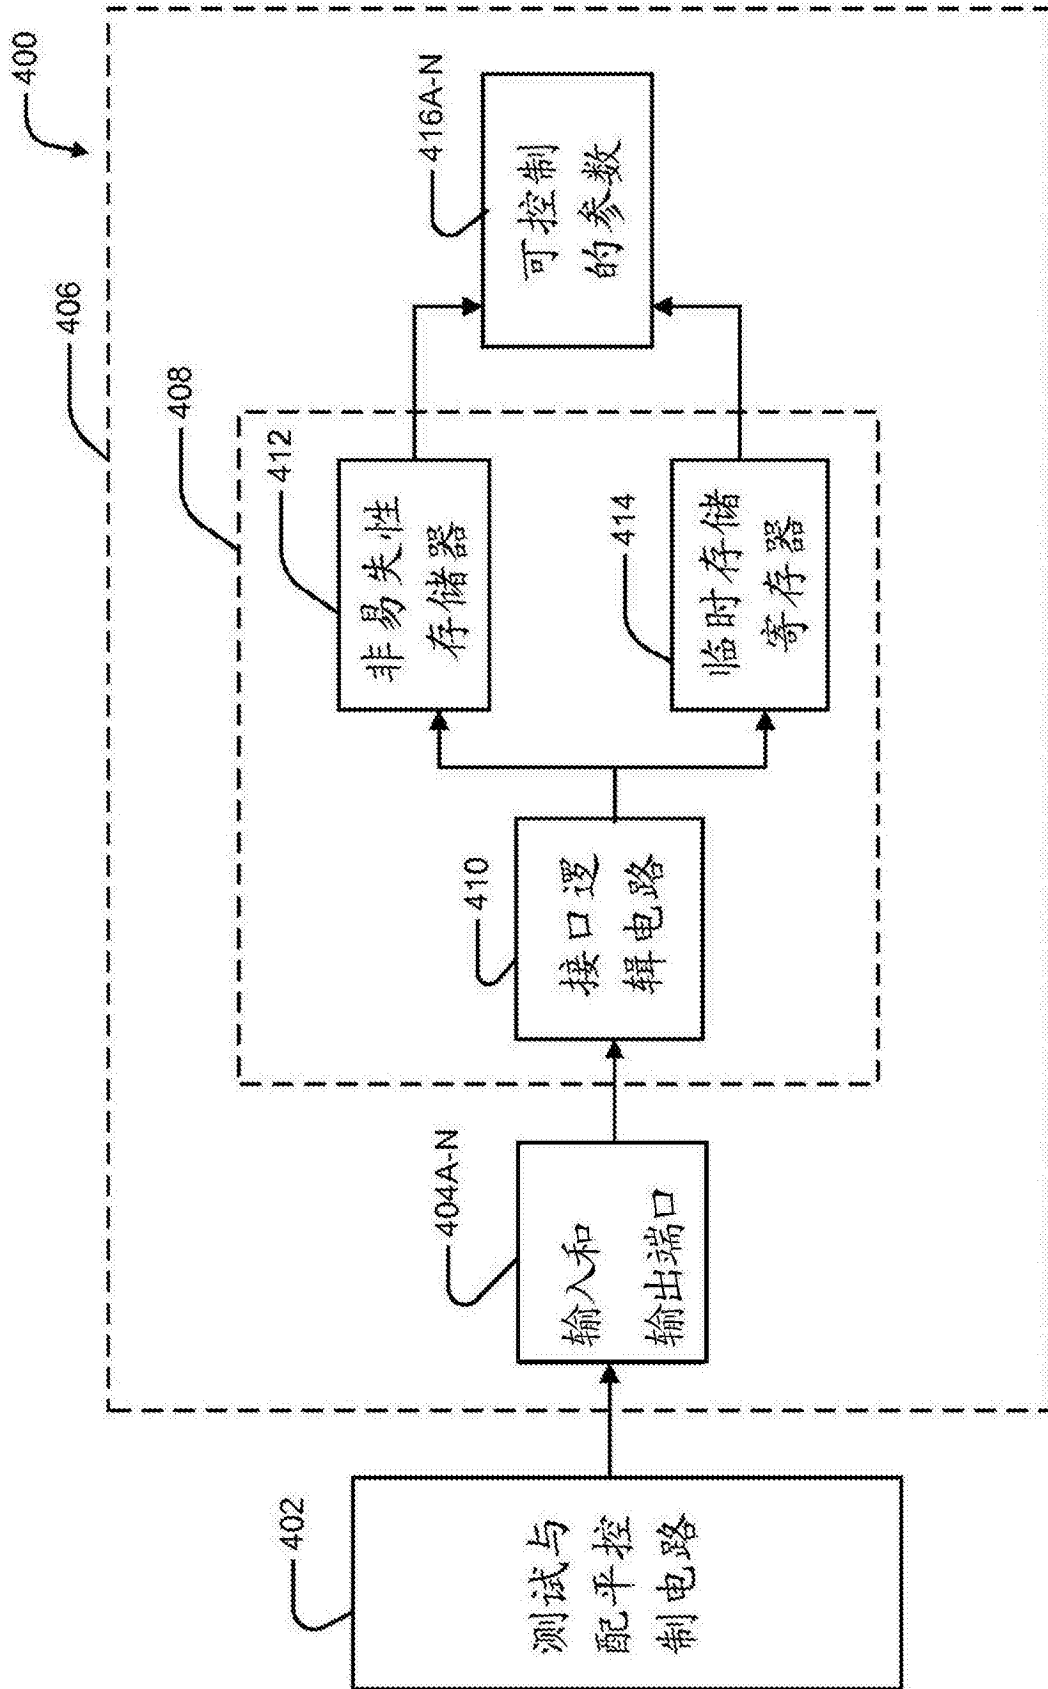 400
406
408
402
测试与
配平控
制电路
404A-N
输入和
输出端口
410
接口逻
辑电路
412
非易失性
存储器
414
临时存储
寄存器
416A-N
可控制
的参数